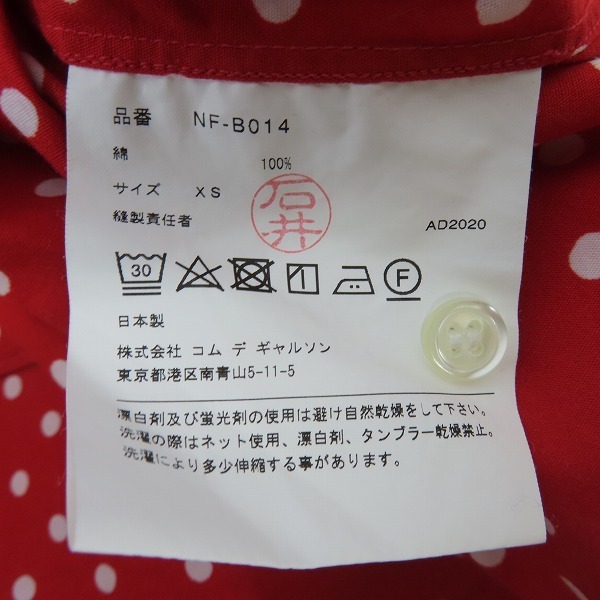 品番 NF-B014
綿 100%
サイズ XS
石井
縫製責任者 AD2020
30 F
日本製
株式会社 コム デ ギャルソン
東京都港区南青山5-11-5
漂白剤及び蛍光剤の使用は避け自然乾燥をして下さい。
洗濯の際はネット使用、漂白剤、タンブラー乾燥禁止。
洗濯により多少伸縮する事があります。